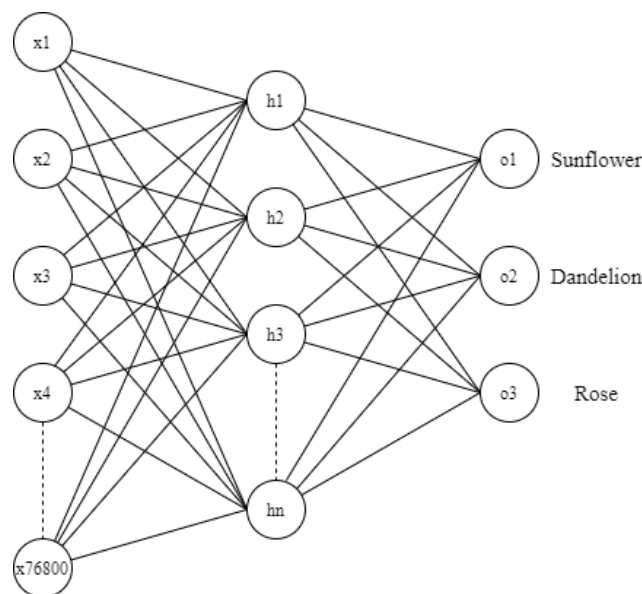 x1
x2
x3
x4
x76800
h1
h2
h3
hn
o1 Sunflower
o2 Dandelion
o3 Rose